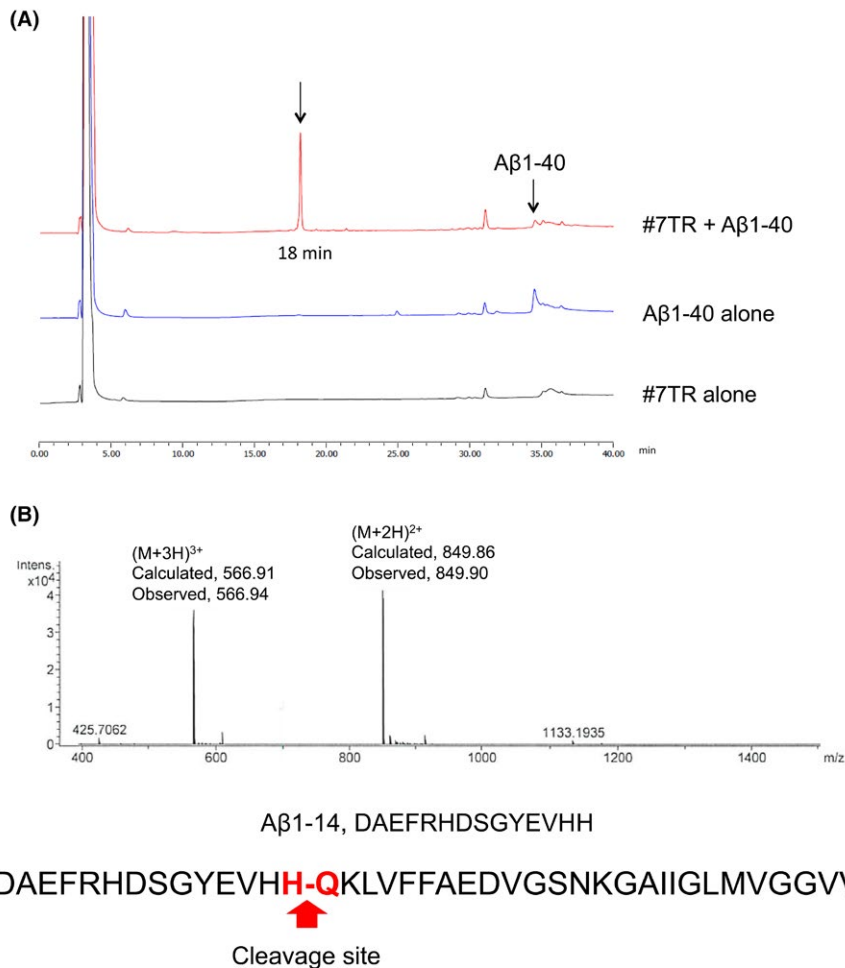 (A)
Aβ1-40
#7TR + Aβ1-40
18 min
Aβ1-40 alone
#7TR alone
0.00 5.00 10.00 15.00 20.00 25.00 30.00 35.00 40.00 min
(B)
(M+3H)3+
Calculated, 566.91
Observed, 566.94
(M+2H)2+
Calculated, 849.86
Observed, 849.90
Intens.
x10⁴
4
3
2
1
0
425.7062
1133.1935
400 600 800 1000 1200 1400 m/z
Aβ1-14, DAEFRHDSGYEVHH
DAEFRHDSGYEVHH-QKLVFFAEDVGSNKGAIIGLMVGGV
Cleavage site